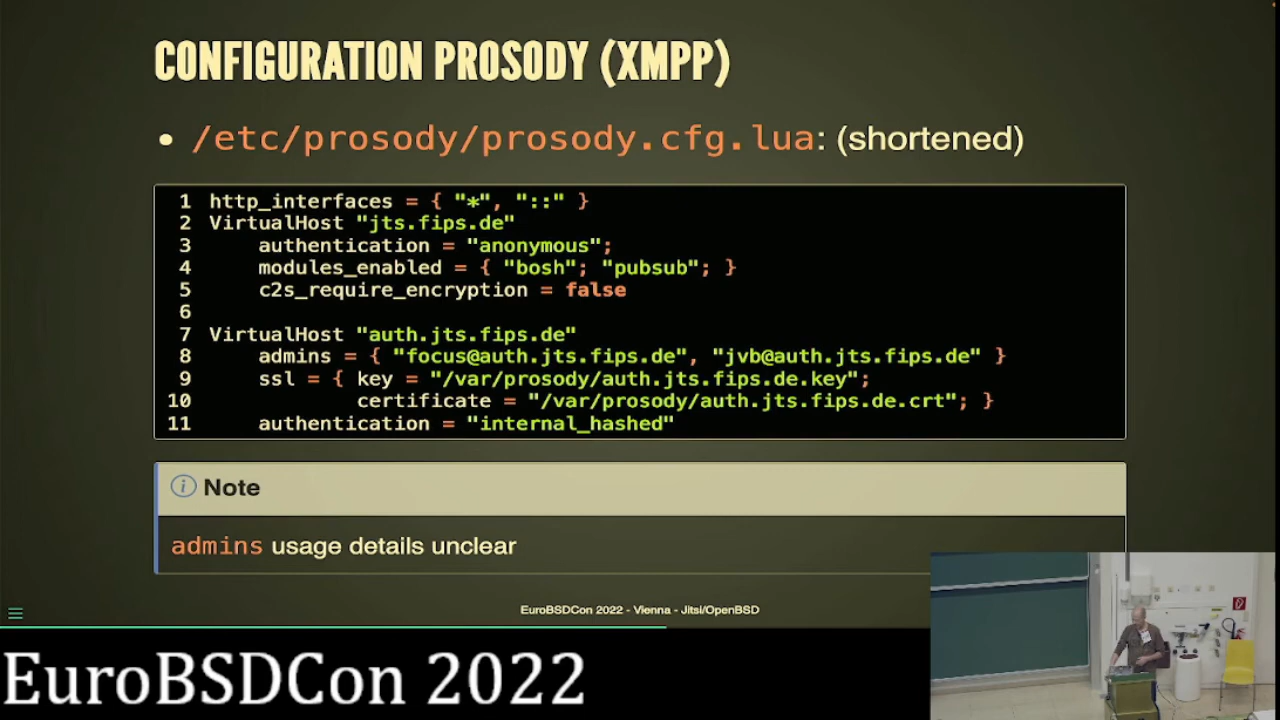 CONFIGURATION PROSODY (XMPP)
• /etc/prosody/prosody.cfg.lua: (shortened)
1 http_interfaces = { "*", "::" }
2 VirtualHost "jts.fips.de"
3     authentication = "anonymous";
4     modules_enabled = { "bosh"; "pubsub"; }
5     c2s_require_encryption = false
6
7 VirtualHost "auth.jts.fips.de"
8     admins = { "focus@auth.jts.fips.de", "jvb@auth.jts.fips.de" }
9     ssl = { key = "/var/prosody/auth.jts.fips.de.key";
10             certificate = "/var/prosody/auth.jts.fips.de.crt"; }
11     authentication = "internal_hashed"
Note
admins usage details unclear
EuroBSDCon 2022 - Vienna - Jitsi/OpenBSD
EuroBSDCon 2022